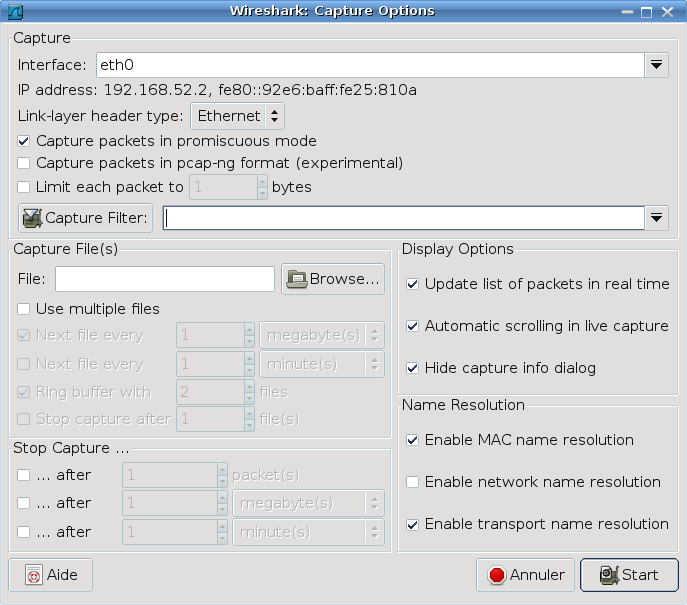 Wireshark: Capture Options
Capture
Interface: eth0
IP address: 192.168.52.2, fe80::92e6:baff:fe25:810a
Link-layer header type: Ethernet
Capture packets in promiscuous mode
Capture packets in pcap-ng format (experimental)
Limit each packet to 1 bytes
Capture Filter:
Capture File(s)
File: Browse...
Use multiple files
Next file every 1 megabyte(s)
Next file every 1 minute(s)
Ring buffer with 2 files
Stop capture after 1 file(s)
Stop Capture ...
... after 1 packet(s)
... after 1 megabyte(s)
... after 1 minute(s)
Display Options
Update list of packets in real time
Automatic scrolling in live capture
Hide capture info dialog
Name Resolution
Enable MAC name resolution
Enable network name resolution
Enable transport name resolution
Aide Annuler Start